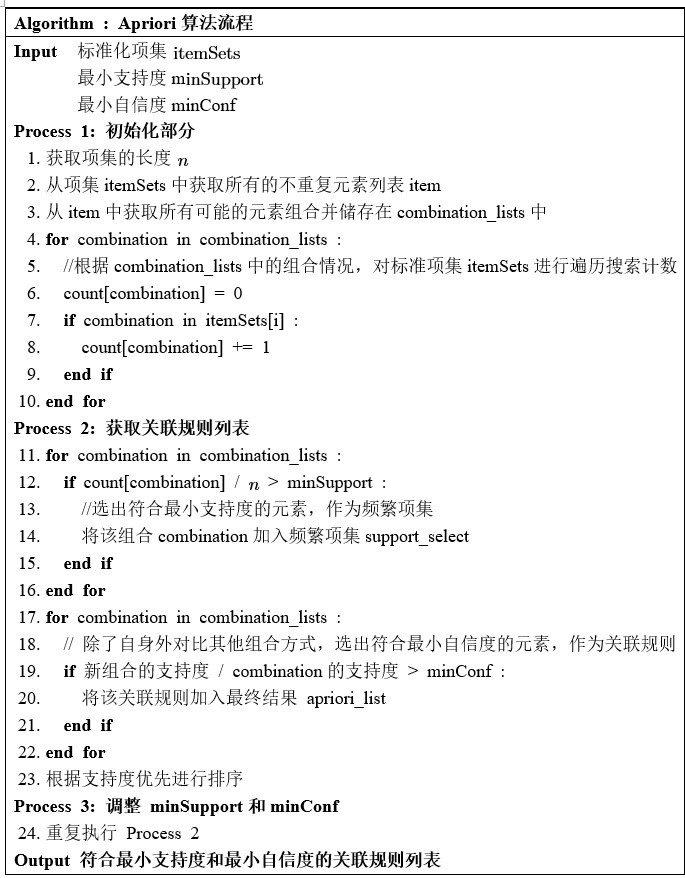 Algorithm : Apriori 算法流程
Input 标准化项集 itemSets
最小支持度 minSupport
最小自信度 minConf
Process 1: 初始化部分
1. 获取项集的长度 n
2. 从项集 itemSets 中获取所有的不重复元素列表 item
3. 从 item 中获取所有可能的元素组合并储存在 combination_lists 中
4. for combination in combination_lists :
5. //根据 combination_lists 中的组合情况，对标准项集 itemSets 进行遍历搜索计数
6. count[combination] = 0
7. if combination in itemSets[i] :
8. count[combination] += 1
9. end if
10. end for
Process 2: 获取关联规则列表
11. for combination in combination_lists :
12. if count[combination] / n > minSupport :
13. //选出符合最小支持度的元素，作为频繁项集
14. 将该组合 combination 加入频繁项集 support_select
15. end if
16. end for
17. for combination in combination_lists :
18. // 除了自身外对比其他组合方式，选出符合最小自信度的元素，作为关联规则
19. if 新组合的支持度 / combination 的支持度 > minConf :
20. 将该关联规则加入最终结果 apriori_list
21. end if
22. end for
23. 根据支持度优先进行排序
Process 3: 调整 minSupport 和 minConf
24. 重复执行 Process 2
Output 符合最小支持度和最小自信度的关联规则列表